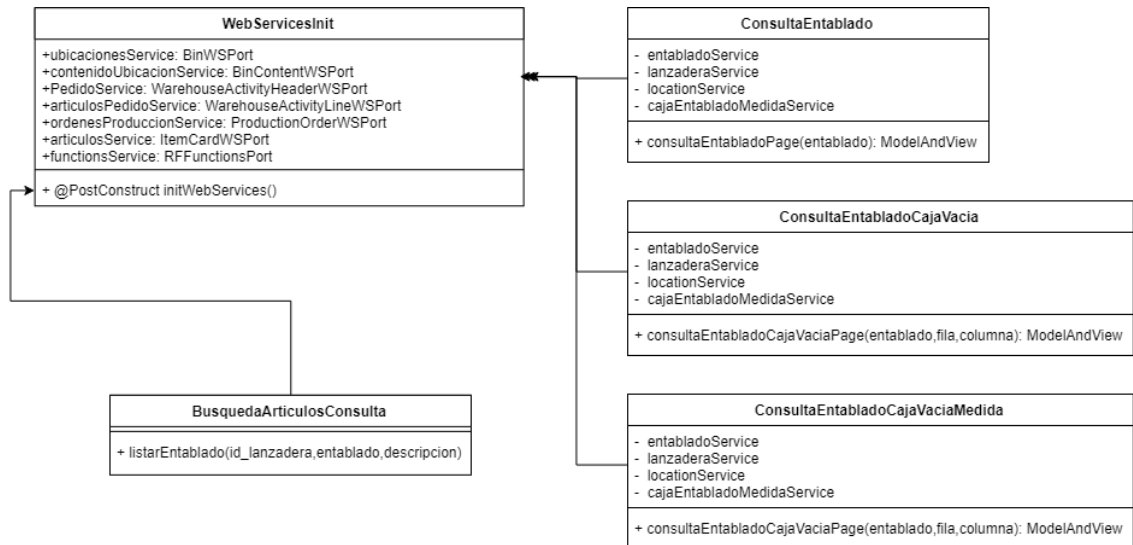 WebServicesInit
+ubicacionesService: BinWSPort
+contenidoUbicacionService: BinContentWSPort
+PedidoService: WarehouseActivityHeaderWSPort
+articulosPedidoService: WarehouseActivityLineWSPort
+ordenesProduccionService: ProductionOrderWSPort
+articulosService: ItemCardWSPort
+functionsService: RFFunctionsPort
+ @PostConstruct initWebServices()
BusquedaArticulosConsulta
+ listarEntablado(id_lanzadera,entablado,descripcion)
ConsultaEntablado
- entabladoService
- lanzaderaService
- locationService
- cajaEntabladoMedidaService
+ consultaEntabladoPage(entablado): ModelAndView
ConsultaEntabladoCajaVacia
- entabladoService
- lanzaderaService
- locationService
- cajaEntabladoMedidaService
+ consultaEntabladoCajaVaciaPage(entablado,fila,columna): ModelAndView
ConsultaEntabladoCajaVaciaMedida
- entabladoService
- lanzaderaService
- locationService
- cajaEntabladoMedidaService
+ consultaEntabladoCajaVaciaPage(entablado,fila,columna): ModelAndView